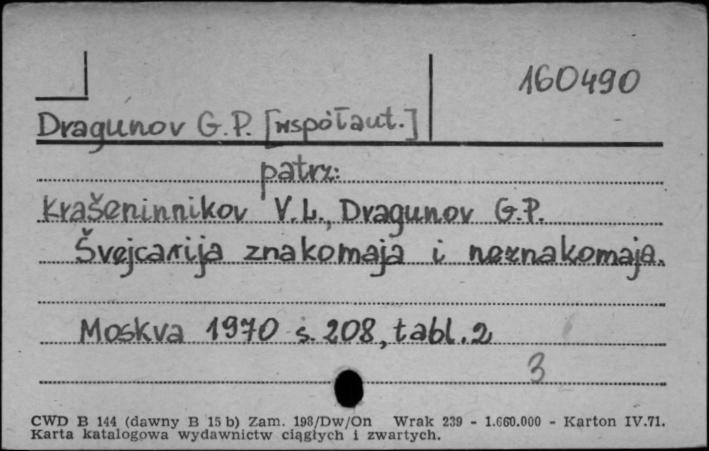 160490
Dragunov G.P. [współaut.]
patrz:
Krašeninnikov V.L., Dragunov G.P.
Švejcarija znakomaja i neznakomaja.
Moskva 1970 s. 208, tabl. 2
3
CWD B 144 (dawny B 15 b) Zam. 198/Dw/On Wrak 239 - 1.660.000 - Karton IV.71.
Karta katalogowa wydawnictw ciągłych i zwartych.